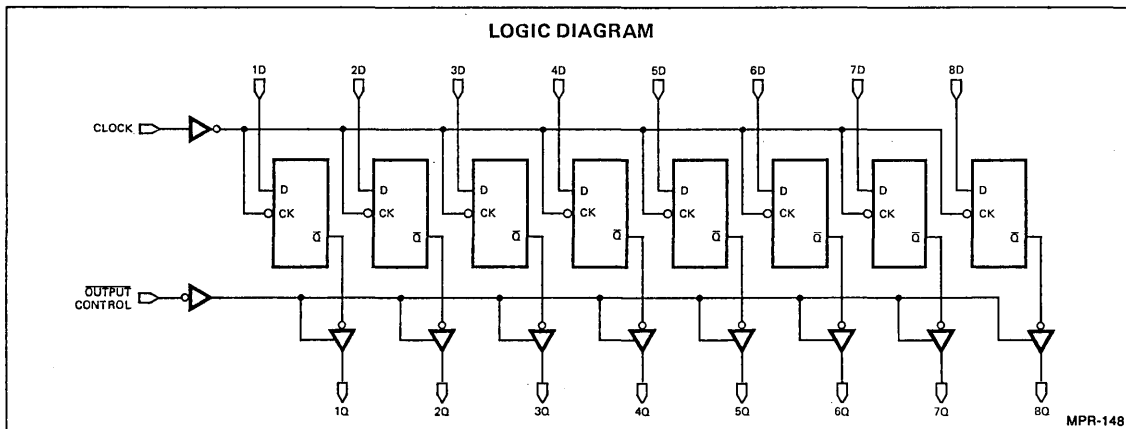 LOGIC DIAGRAM
1D 2D 3D 4D 5D 6D 7D 8D
CLOCK
D D D D D D D D
CK CK CK CK CK CK CK CK
Q̅ Q̅ Q̅ Q̅ Q̅ Q̅ Q̅ Q̅
O̅U̅T̅P̅U̅T̅
CONTROL
1Q 2Q 3Q 4Q 5Q 6Q 7Q 8Q
MPR-148